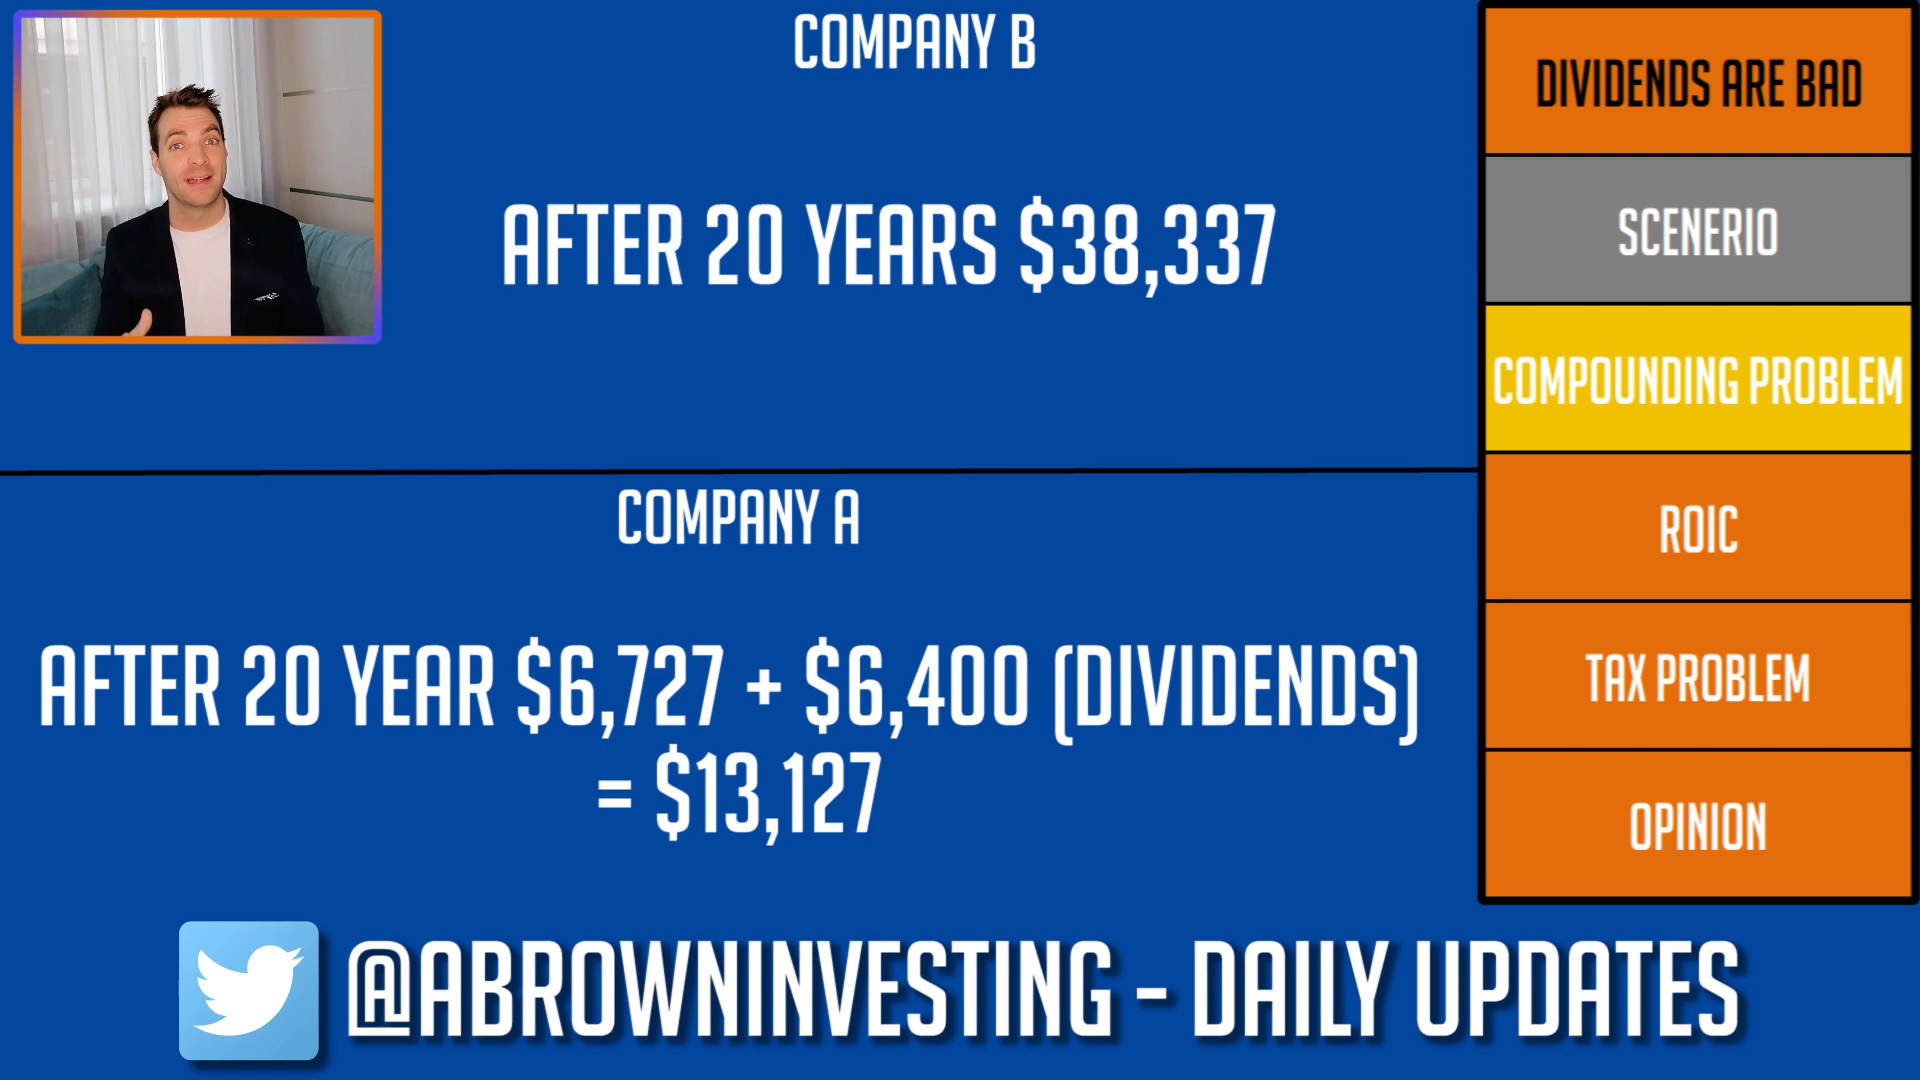 COMPANY B
AFTER 20 YEARS $38,337
COMPANY A
AFTER 20 YEAR $6,727 + $6,400 (DIVIDENDS)
= $13,127
DIVIDENDS ARE BAD
SCENERIO
COMPOUNDING PROBLEM
ROIC
TAX PROBLEM
OPINION
@ABROWNINVESTING - DAILY UPDATES